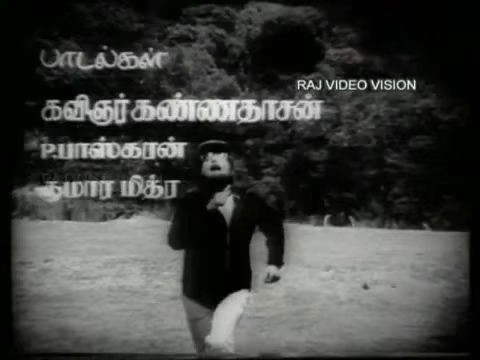 பாடல்கள்
RAJ VIDEO VISION
கவிஞர் கண்ணதாசன்
P.பாஸ்கரன்
குமார மித்ர